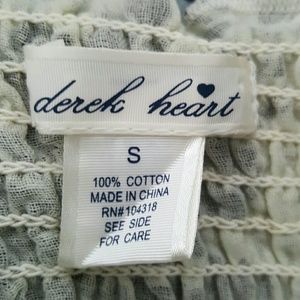 derek heart
S
100% COTTON
MADE IN CHINA
RN#104318
SEE SIDE
FOR CARE